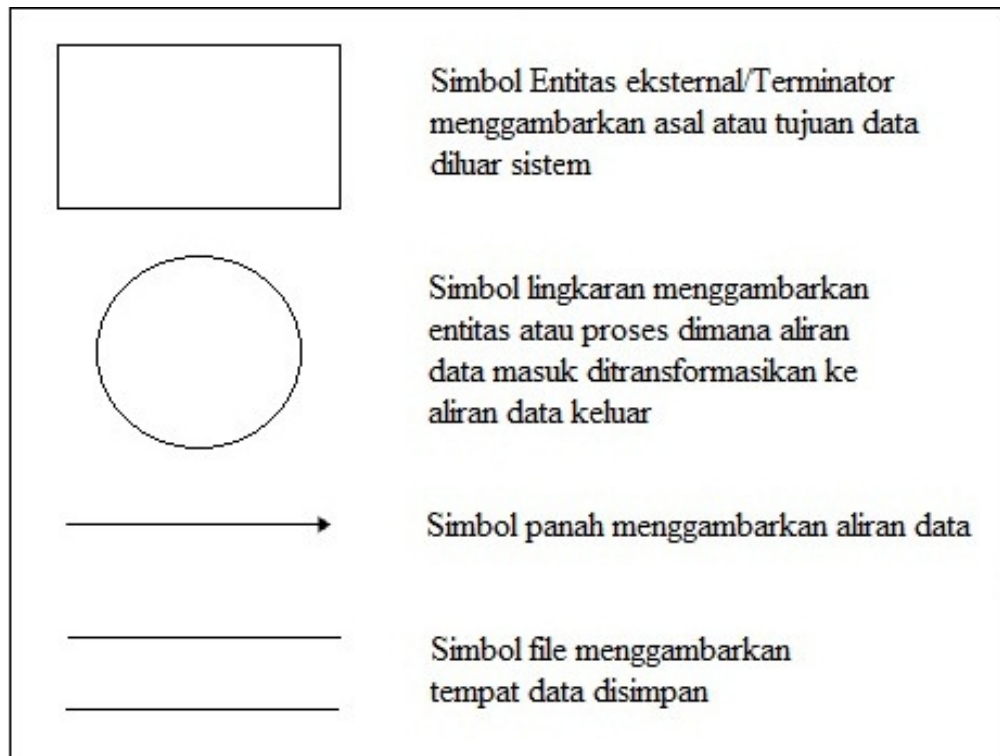 Simbol Entitas eksternal/Terminator
menggambarkan asal atau tujuan data
diluar sistem
Simbol lingkaran menggambarkan
entitas atau proses dimana aliran
data masuk ditransformasikan ke
aliran data keluar
Simbol panah menggambarkan aliran data
Simbol file menggambarkan
tempat data disimpan